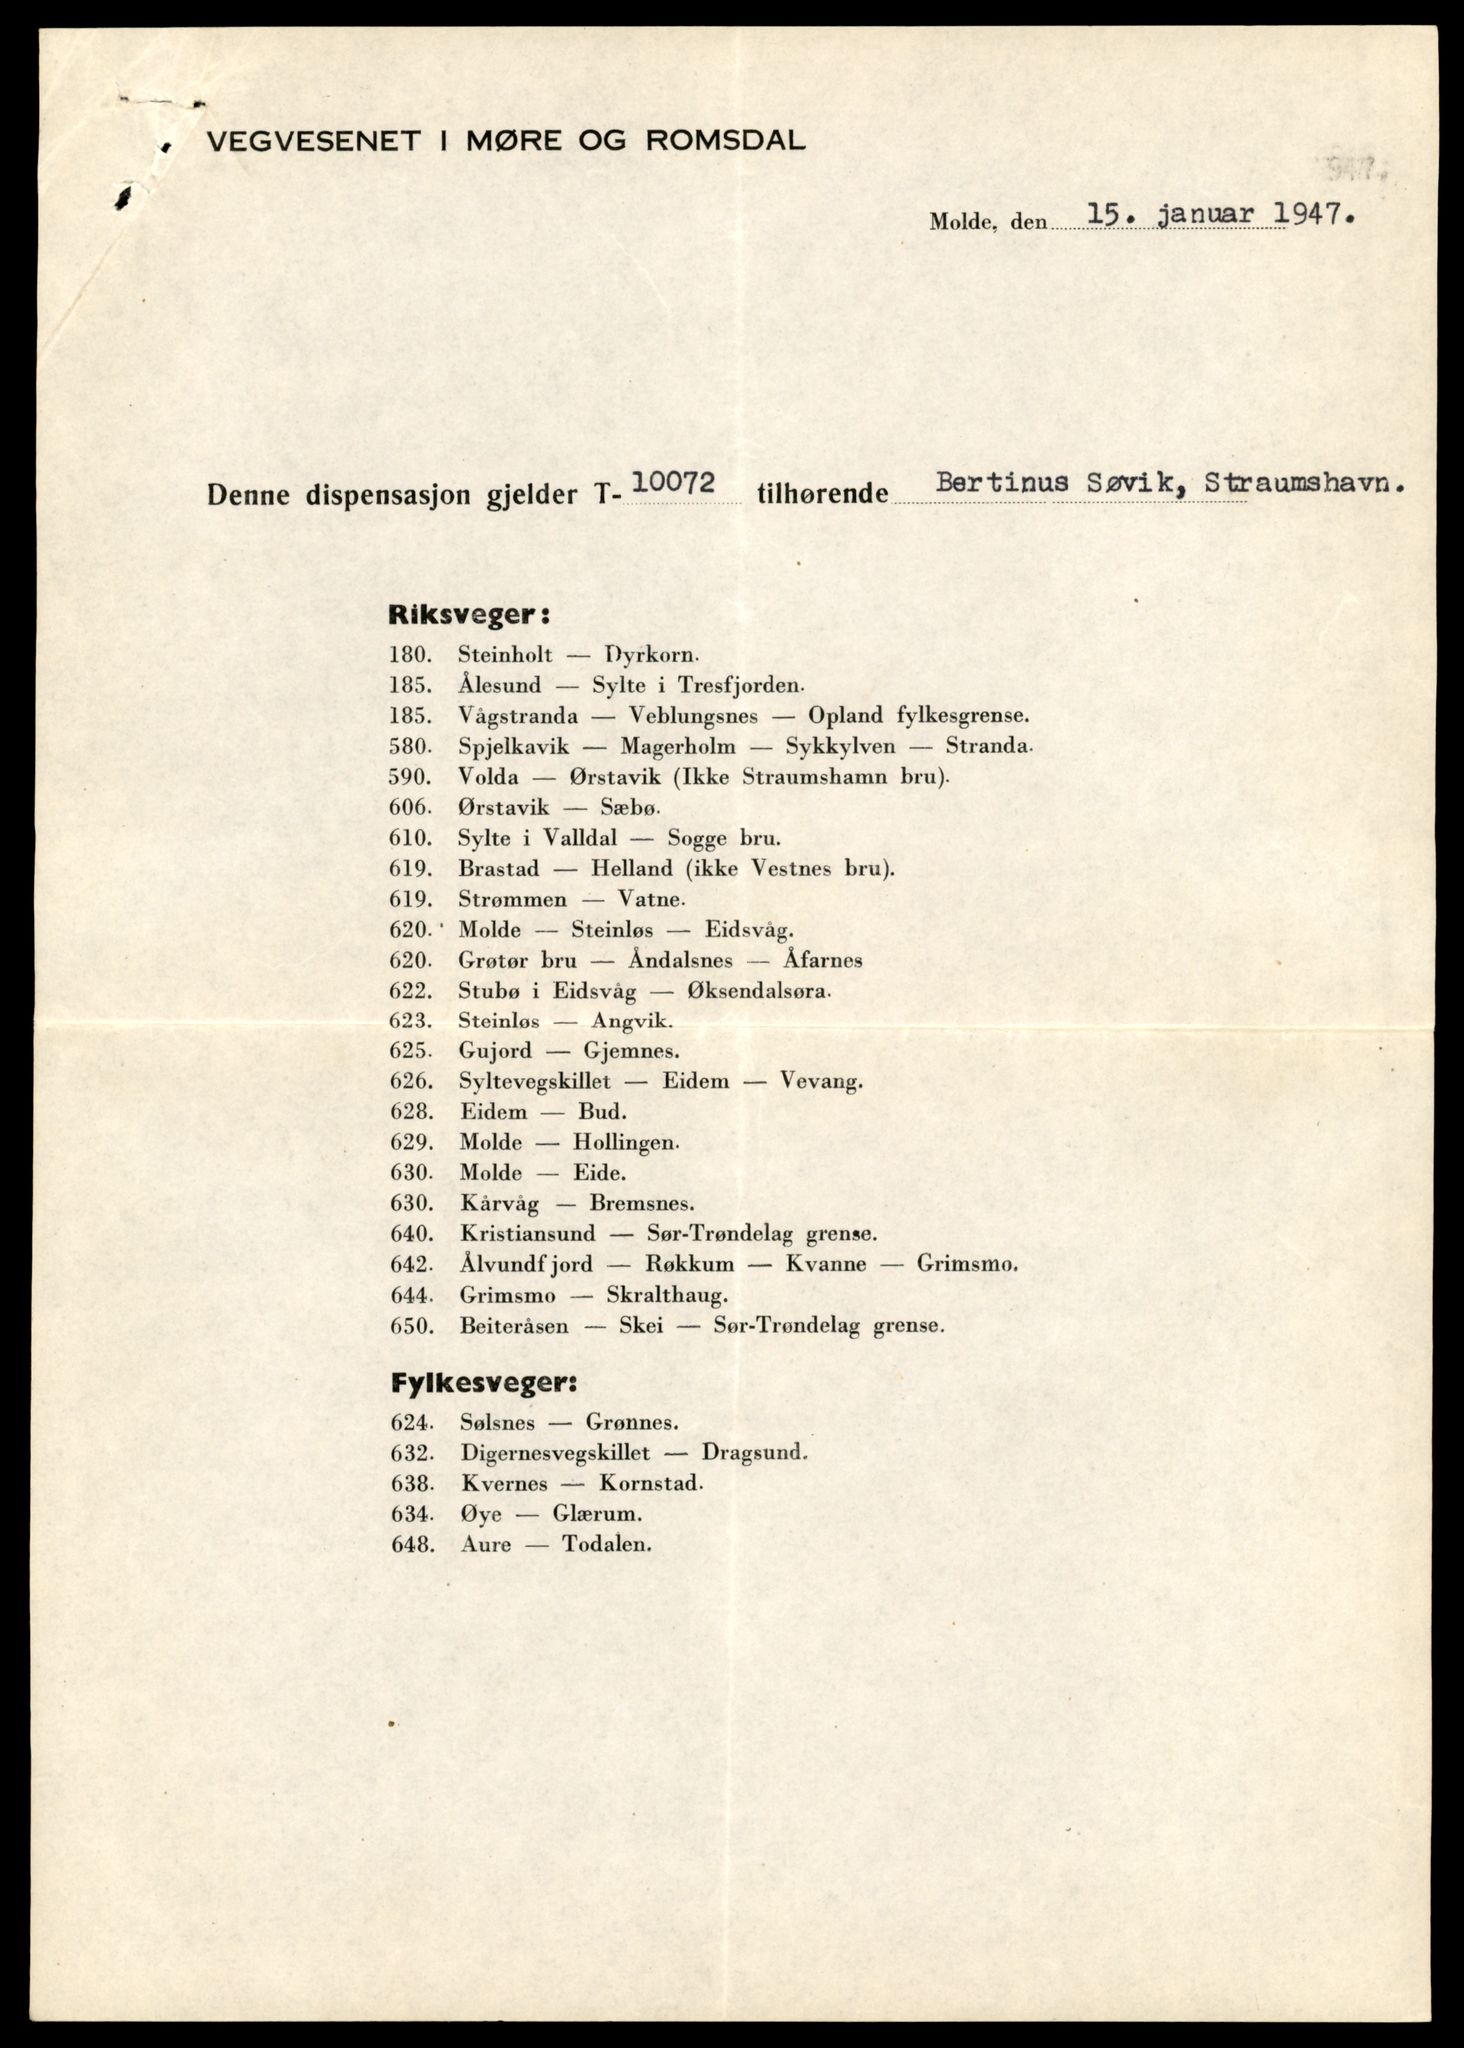 VEGVESENET I MØRE OG ROMSDAL
Molde, den 15. januar 1947.
Denne dispensasjon gjelder T- 10072 tilhørende Bertinus Søvik, Straumshavn.
Riksveger:
180. Steinholt — Dyrkorn.
185. Ålesund — Sylte i Tresfjorden.
185. Vågstranda — Veblungsnes — Opland fylkesgrense.
580. Spjelkavik — Magerholm — Sykkylven — Stranda.
590. Volda — Ørstavik (Ikke Straumshamn bru).
606. Ørstavik — Sæbø.
610. Sylte i Valldal — Sogge bru.
619. Brastad — Helland (ikke Vestnes bru).
619. Strømmen — Vatne.
620. Molde — Steinløs — Eidsvåg.
620. Grøtør bru — Åndalsnes — Åfarnes
622. Stubø i Eidsvåg — Øksendalsøra.
623. Steinløs — Angvik.
625. Gujord — Gjemnes.
626. Syltevegskillet — Eidem — Vevang.
628. Eidem — Bud.
629. Molde — Hollingen.
630. Molde — Eide.
630. Kårvåg — Bremsnes.
640. Kristiansund — Sør-Trøndelag grense.
642. Ålvundfjord — Røkkum — Kvanne — Grimsmo.
644. Grimsmo — Skralthaug.
650. Beiteråsen — Skei — Sør-Trøndelag grense.
Fylkesveger:
624. Sølsnes — Grønnes.
632. Digernesvegskillet — Dragsund.
638. Kvernes — Kornstad.
634. Øye — Glærum.
648. Aure — Todalen.